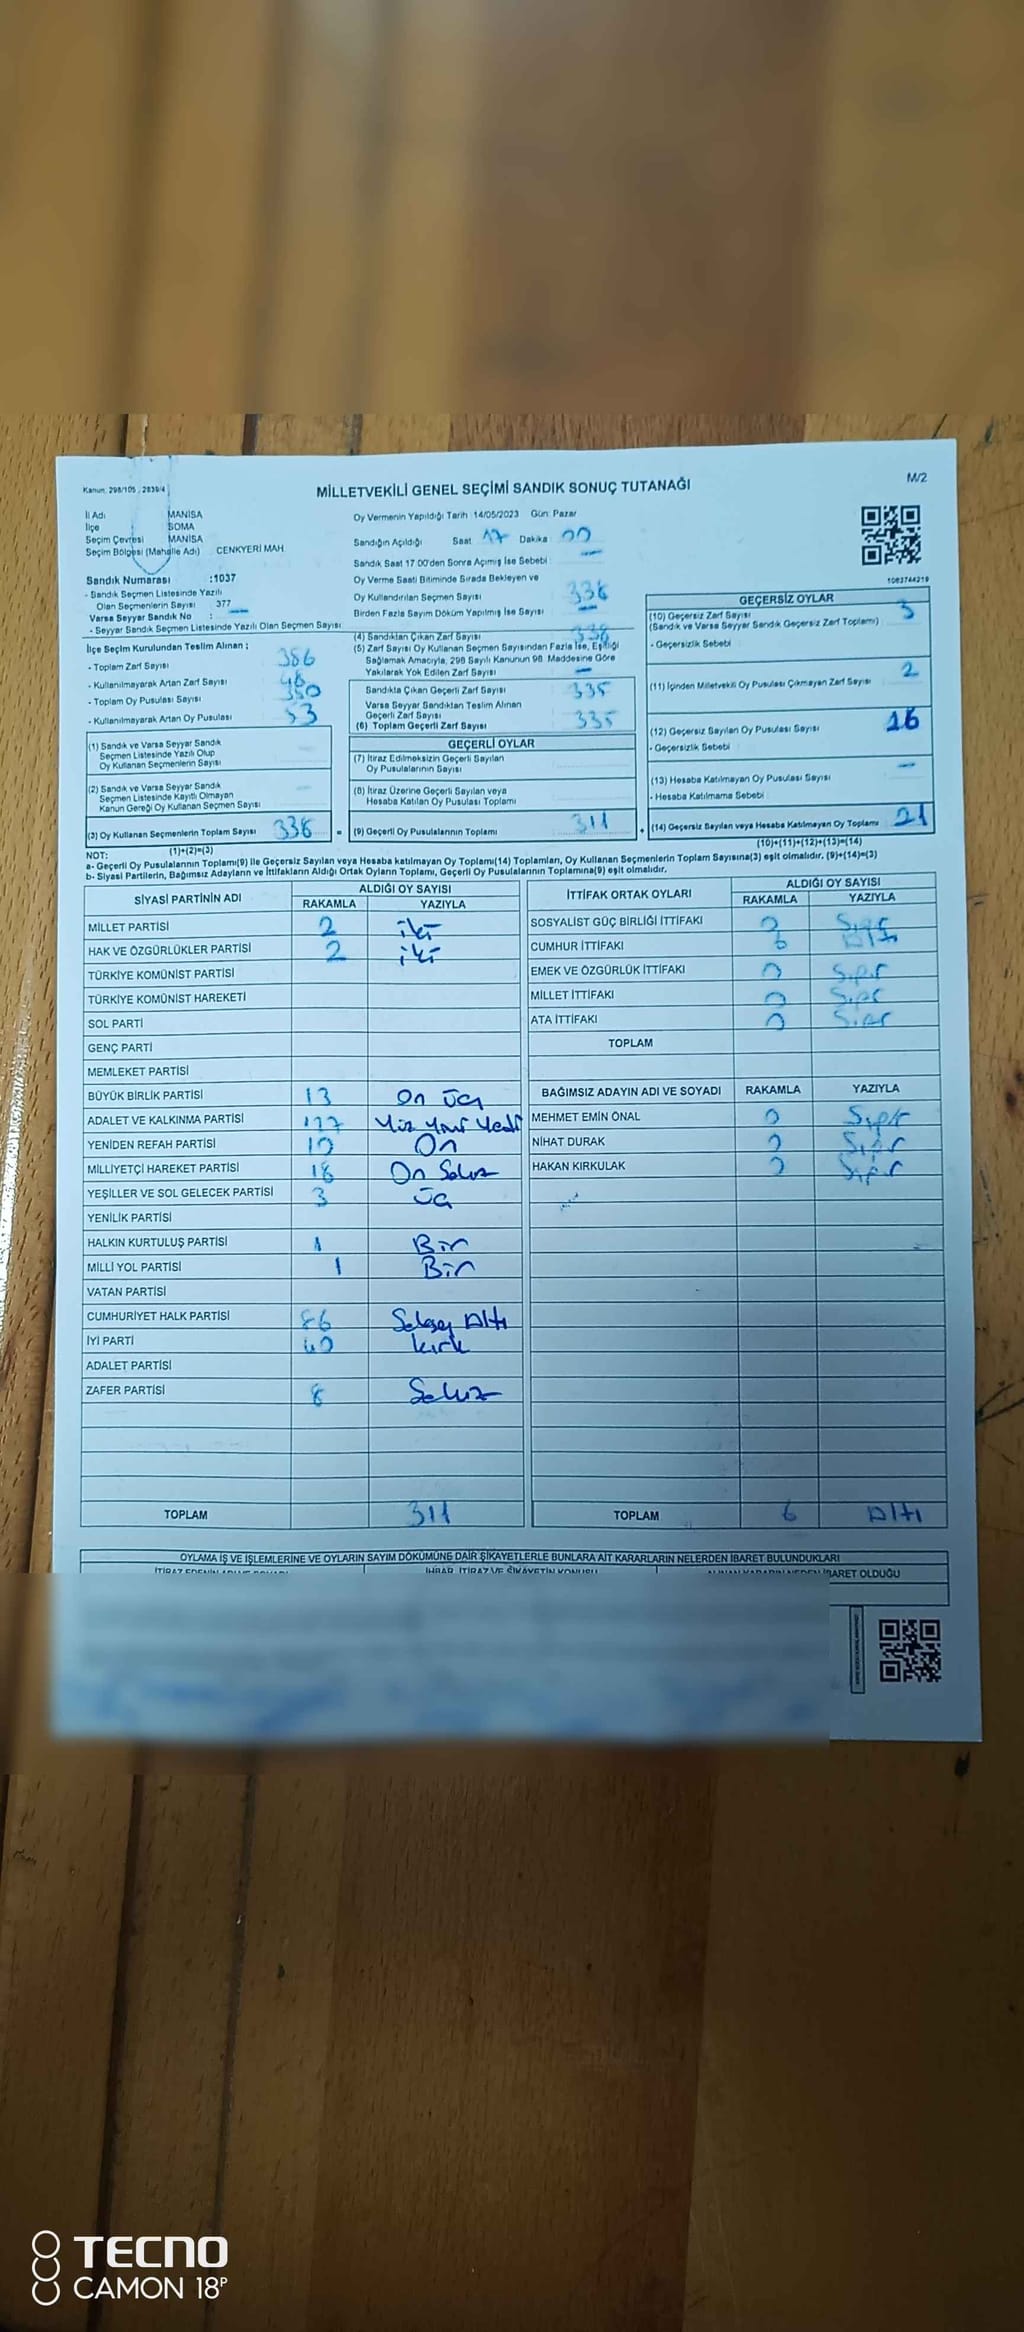 Kanun: 298/105 , 2839/4
MİLLETVEKİLİ GENEL SEÇİMİ SANDIK SONUÇ TUTANAĞI
M/2
İl Adı MANİSA
İlçe SOMA
Seçim Çevresi MANİSA
Seçim Bölgesi (Mahalle Adı) CENKYERİ MAH
Sandık Numarası :1037
- Sandık Seçmen Listesinde Yazılı
Olan Seçmenlerin Sayısı 377
Varsa Seyyar Sandık No :
- Seyyar Sandık Seçmen Listesinde Yazılı Olan Seçmen Sayısı
Oy Vermenin Yapıldığı Tarih :14/05/2023 Gün: Pazar
Sandığın Açıldığı Saat 17 Dakika 00
Sandık Saat 17 00'den Sonra Açımış İse Sebebi
Oy Verme Saati Bitiminde Sırada Bekleyen ve
Oy Kullandırılan Seçmen Sayısı 336
Birden Fazla Sayım Döküm Yapılmış İse Sayısı
1083744219
İlçe Seçim Kurulundan Teslim Alınan ;
- Toplam Zarf Sayısı 386
- Kullanılmayarak Artan Zarf Sayısı 48
- Toplam Oy Pusulası Sayısı
- Kullanılmayarak Artan Oy Pusulası 53
(4) Sandıktan Çıkan Zarf Sayısı 338
(5) Zarf Sayısı Oy Kullanan Seçmen Sayısından Fazla İse, Eşitliği
Sağlamak Amacıyla, 298 Sayılı Kanunun 98. Maddesine Göre
Yakılarak Yok Edilen Zarf Sayısı -
Sandıkla Çıkan Geçerli Zarf Sayısı 335
Varsa Seyyar Sandıktan Teslim Alınan
Geçerli Zarf Sayısı
(6) Toplam Geçerli Zarf Sayısı 335
GEÇERSİZ OYLAR
(10) Geçersiz Zarf Sayısı 3
(Sandık ve Varsa Seyyar Sandık Geçersiz Zarf Toplamı)
- Geçersizlik Sebebi
(11) İçinden Milletvekili Oy Pusulası Çıkmayan Zarf Sayısı 2
(12) Geçersiz Sayılan Oy Pusulası Sayısı 16
- Geçersizlik Sebebi
(13) Hesaba Katılmayan Oy Pusulası Sayısı -
- Hesaba Katılmama Sebebi
(14) Geçersiz Sayılan veya Hesaba Katılmayan Oy Toplamı 21
(10)+(11)+(12)+(13)=(14)
(1) Sandık ve Varsa Seyyar Sandık
Seçmen Listesinde Yazılı Olup
Oy Kullanan Seçmenlerin Sayısı
(2) Sandık ve Varsa Seyyar Sandık
Seçmen Listesinde Kayıtlı Olmayan
Kanun Gereği Oy Kullanan Seçmen Sayısı
(3) Oy Kullanan Seçmenlerin Toplam Sayısı 338 =
(1)+(2)=(3)
GEÇERLİ OYLAR
(7) İtiraz Edilmeksizin Geçerli Sayılan
Oy Pusulalarının Sayısı
(8) İtiraz Üzerine Geçerli Sayılan veya
Hesaba Katılan Oy Pusulası Toplamı
(9) Geçerli Oy Pusulalarının Toplamı 311 +
NOT:
a- Geçerli Oy Pusulalarının Toplamı(9) ile Geçersiz Sayılan veya Hesaba katılmayan Oy Toplamı(14) Toplamları, Oy Kullanan Seçmenlerin Toplam Sayısına(3) eşit olmalıdır. (9)+(14)=(3)
b- Siyasi Partilerin, Bağımsız Adayların ve İttifakların Aldığı Ortak Oyların Toplamı, Geçerli Oy Pusulalarının Toplamına(9) eşit olmalıdır.
SİYASİ PARTİNİN ADI ALDIĞI OY SAYISI
RAKAMLA YAZIYLA
MİLLET PARTİSİ 2 iki
HAK VE ÖZGÜRLÜKLER PARTİSİ 2 iki
TÜRKİYE KOMÜNİST PARTİSİ
TÜRKİYE KOMÜNİST HAREKETİ
SOL PARTİ
GENÇ PARTİ
MEMLEKET PARTİSİ
BÜYÜK BİRLİK PARTİSİ 13 On üç
ADALET VE KALKINMA PARTİSİ 127 Yüz Yirmi Yedi
YENİDEN REFAH PARTİSİ 10 On
MİLLİYETÇİ HAREKET PARTİSİ 18 On Sekiz
YEŞİLLER VE SOL GELECEK PARTİSİ 3 üç
YENİLİK PARTİSİ
HALKIN KURTULUŞ PARTİSİ 1 Bir
MİLLİ YOL PARTİSİ 1 Bir
VATAN PARTİSİ
CUMHURİYET HALK PARTİSİ 86 Seksen Altı
İYİ PARTİ 40 kırk
ADALET PARTİSİ
ZAFER PARTİSİ 8 Sekiz
TOPLAM 311
İTTİFAK ORTAK OYLARI ALDIĞI OY SAYISI
RAKAMLA YAZIYLA
SOSYALİST GÜÇ BİRLİĞİ İTTİFAKI 0 Sıfır
CUMHUR İTTİFAKI 6 Altı
EMEK VE ÖZGÜRLÜK İTTİFAKI 0 Sıfır
MİLLET İTTİFAKI 0 Sıfır
ATA İTTİFAKI 0 Sıfır
TOPLAM
BAĞIMSIZ ADAYIN ADI VE SOYADI RAKAMLA YAZIYLA
MEHMET EMİN ÖNAL 0 Sıfır
NİHAT DURAK 0 Sıfır
HAKAN KIRKULAK 0 Sıfır
TOPLAM 6 Altı
OYLAMA İŞ VE İŞLEMLERİNE VE OYLARIN SAYIM DÖKÜMÜNE DAİR ŞİKAYETLERLE BUNLARA AİT KARARLARIN NELERDEN İBARET BULUNDUKLARI
İHBAR, İTİRAZ VE ŞİKAYETİN KONUSU
İBARET OLDUĞU
TECNO
CAMON 18P